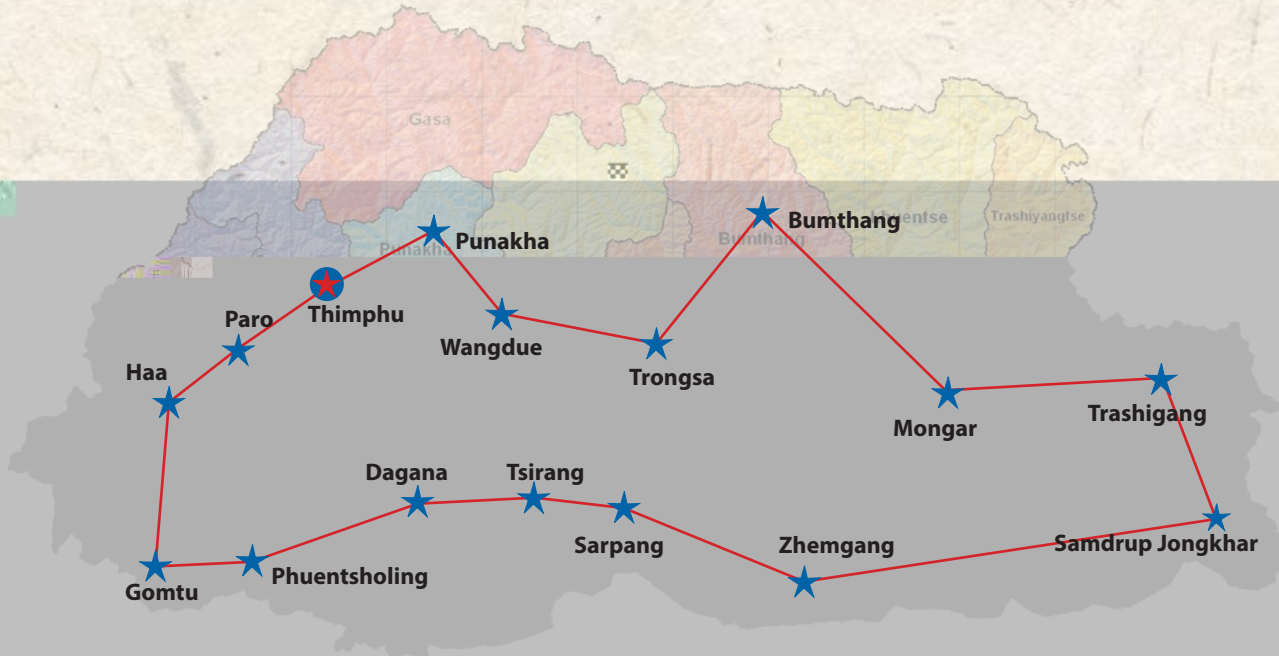 Gasa
Punakha
Bumthang
Lhuentse
Trashiyangtse
Punakha
Bumthang
Thimphu
Paro
Wangdue
Haa
Trongsa
Trashigang
Mongar
Dagana
Tsirang
Sarpang
Zhemgang
Samdrup Jongkhar
Phuentsholing
Gomtu